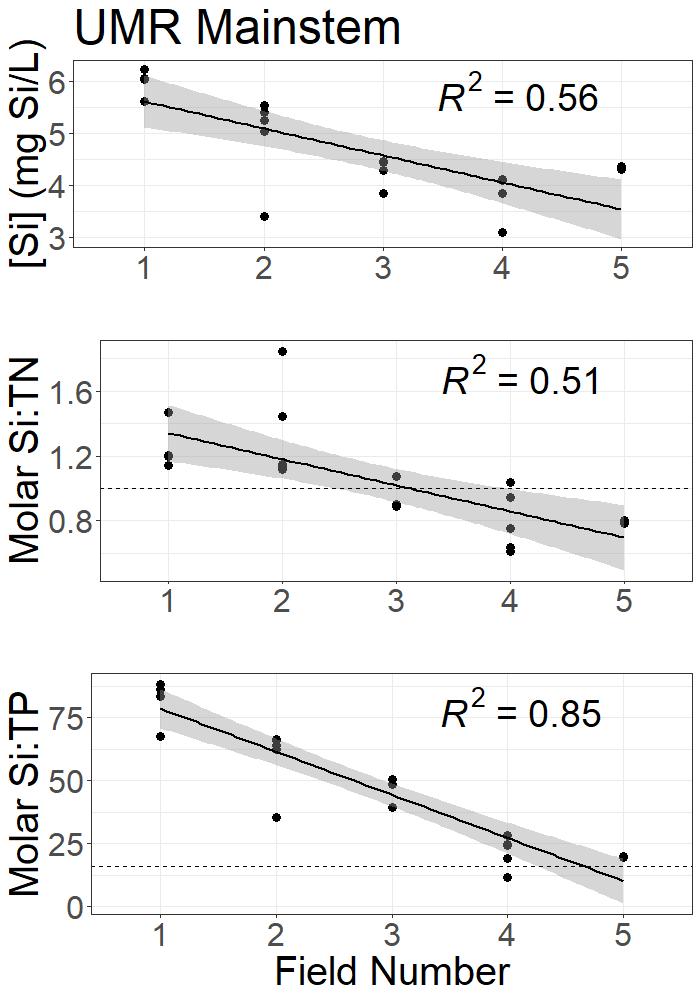 UMR Mainstem
[Si] (mg Si/L)
6
5
4
3
R² = 0.56
1 2 3 4 5
Molar Si:TN
1.6
1.2
0.8
R² = 0.51
1 2 3 4 5
Molar Si:TP
75
50
25
0
R² = 0.85
1 2 3 4 5
Field Number